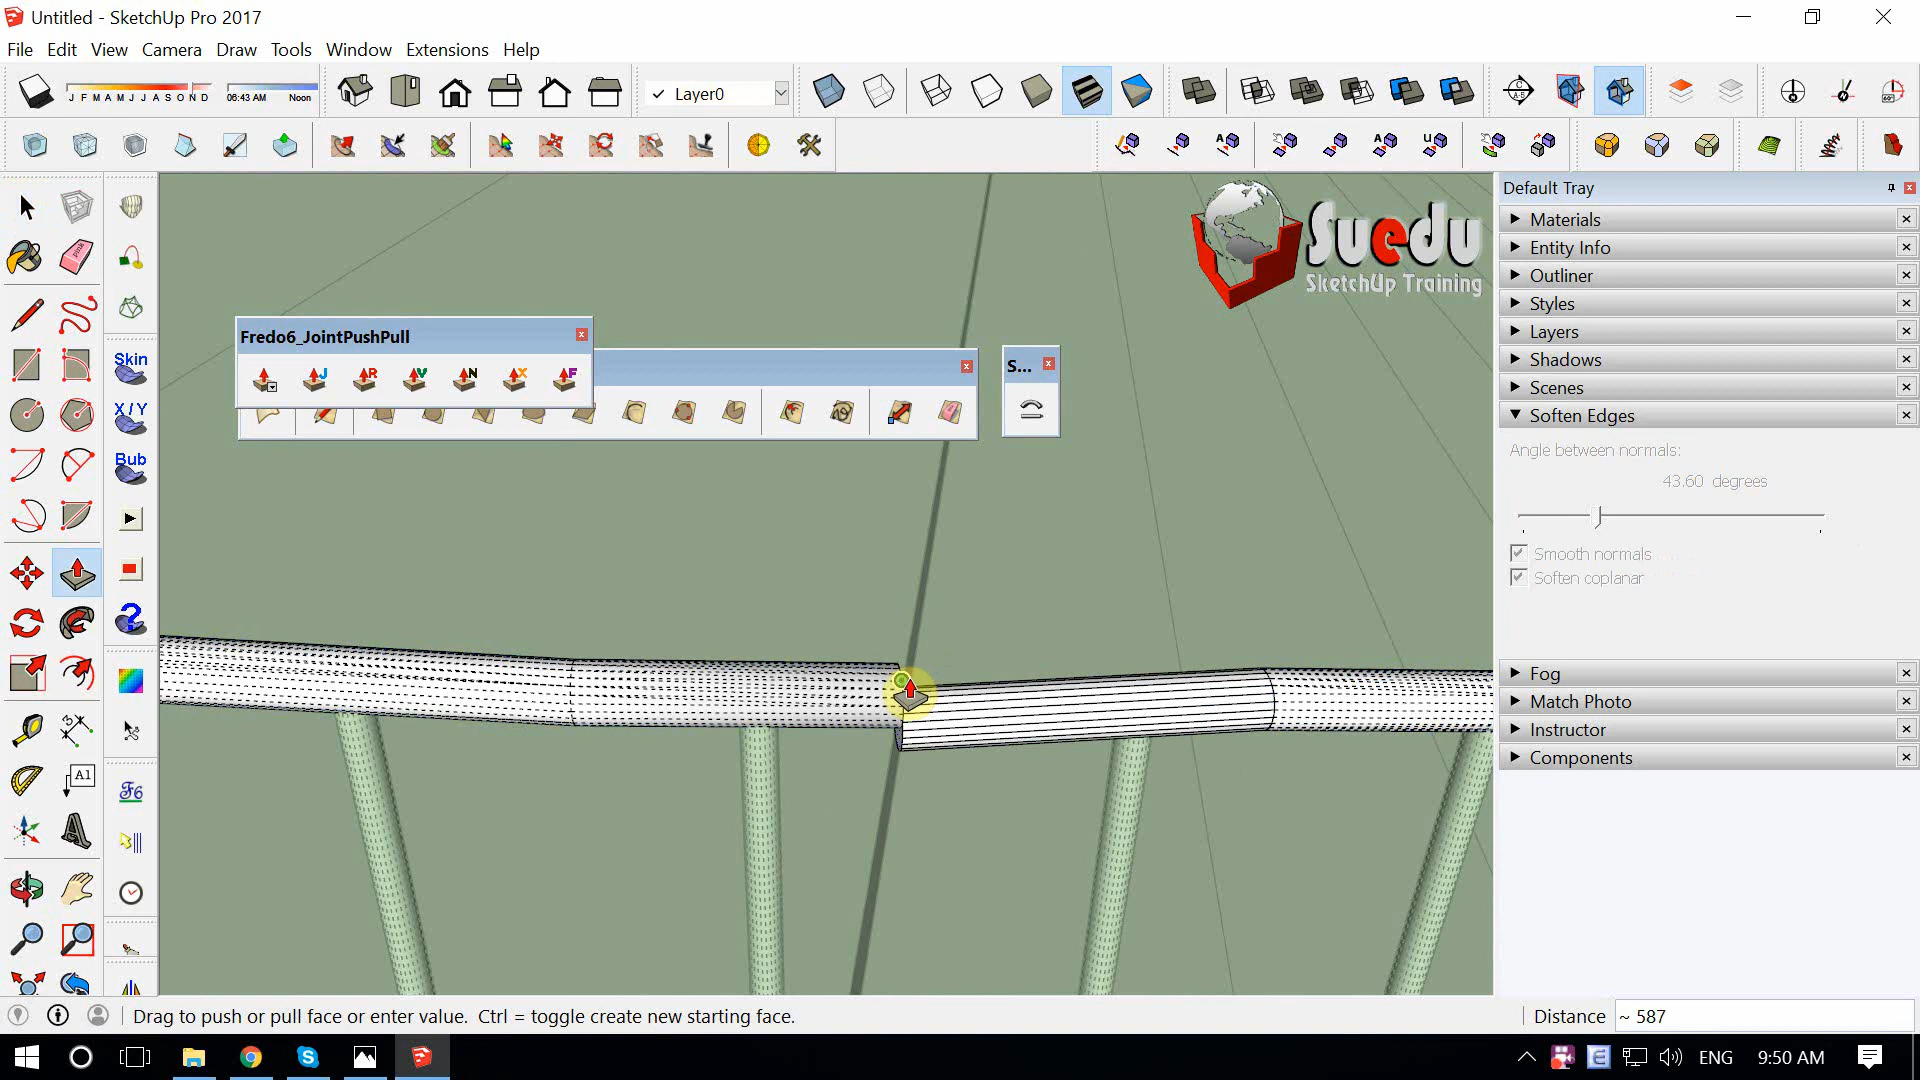 Untitled - SketchUp Pro 2017
File Edit View Camera Draw Tools Window Extensions Help
J F M A M J J A S O N D
06:43 AM Noon
Layer0
Default Tray
Materials
Entity Info
Outliner
Styles
Layers
Shadows
Scenes
Soften Edges
Angle between normals:
43.60 degrees
Smooth normals
Soften coplanar
Fog
Match Photo
Instructor
Components
Suedu
SketchUp Training
Fredo6_JointPushPull
J R V N X F
S...
Skin
X/Y
Bub
A1
F6
Drag to push or pull face or enter value. Ctrl = toggle create new starting face.
Distance ~ 587
ENG 9:50 AM